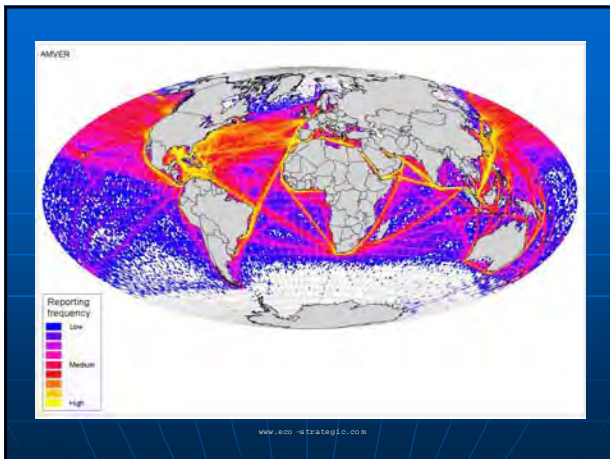 AMVER
Reporting
frequency
Low
Medium
High
www.eco-strategic.com